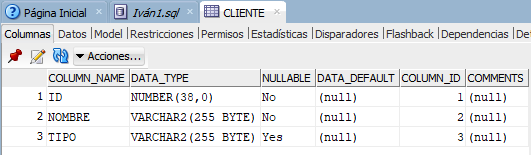 Página Inicial Iván1.sql CLIENTE
Columnas Datos Model Restricciones Permisos Estadísticas Disparadores Flashback Dependencias De
Acciones...
COLUMN_NAME DATA_TYPE NULLABLE DATA_DEFAULT COLUMN_ID COMMENTS
1 ID NUMBER(38,0) No (null) 1 (null)
2 NOMBRE VARCHAR2(255 BYTE) No (null) 2 (null)
3 TIPO VARCHAR2(255 BYTE) Yes (null) 3 (null)